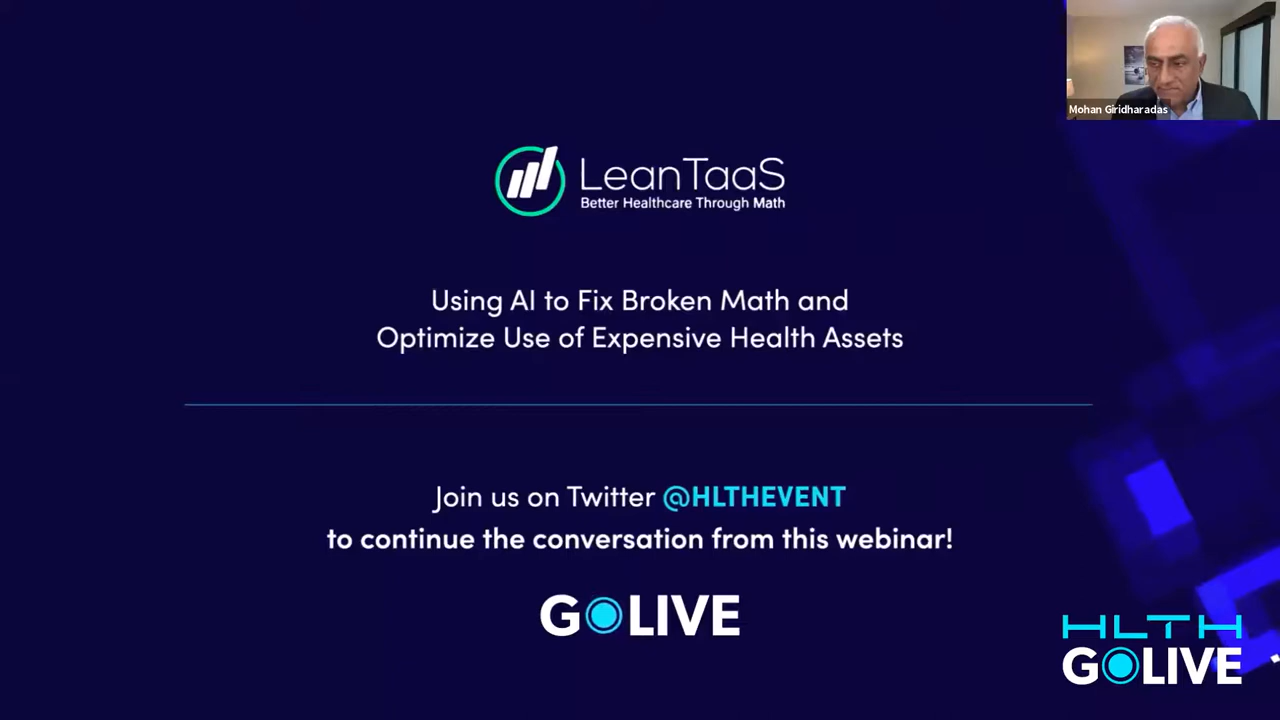 Mohan Giridharadas
LeanTaaS
Better Healthcare Through Math
Using AI to Fix Broken Math and
Optimize Use of Expensive Health Assets
Join us on Twitter @HLTHEVENT
to continue the conversation from this webinar!
GOLIVE
HLTH
GOLIVE